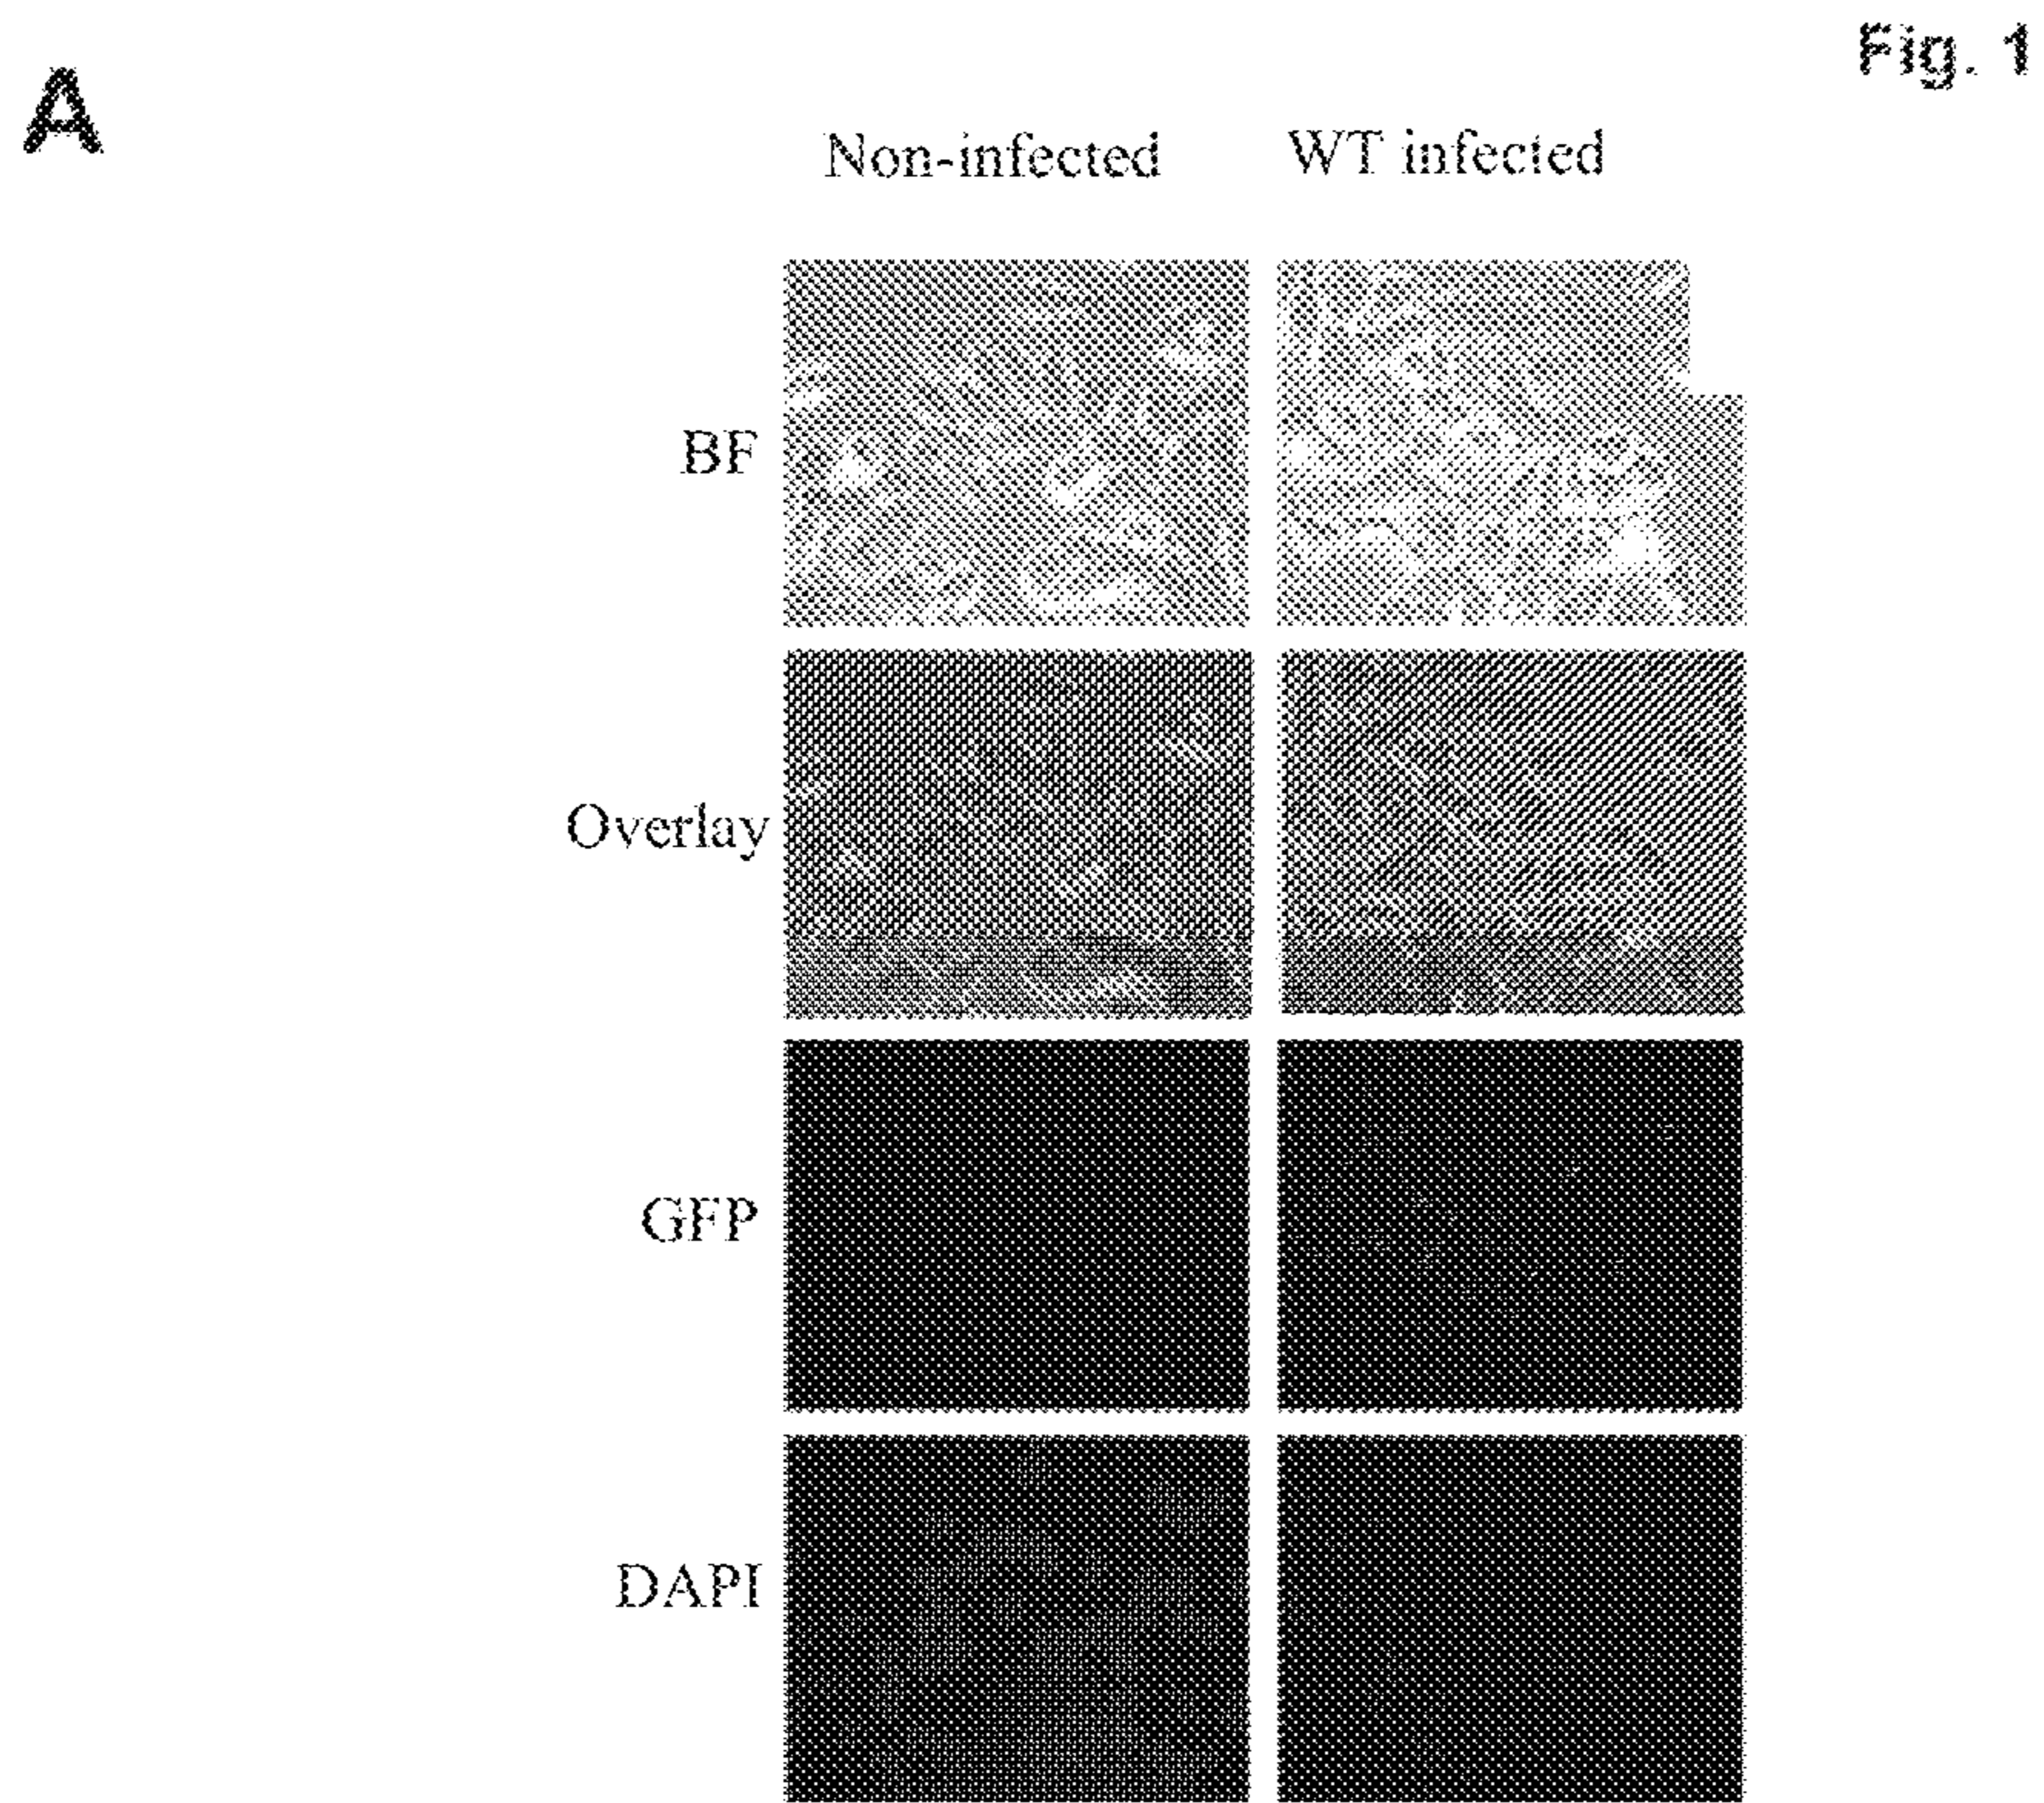 Fig. 1
A
Non-infected WT infected
BF
Overlay
GFP
DAPI